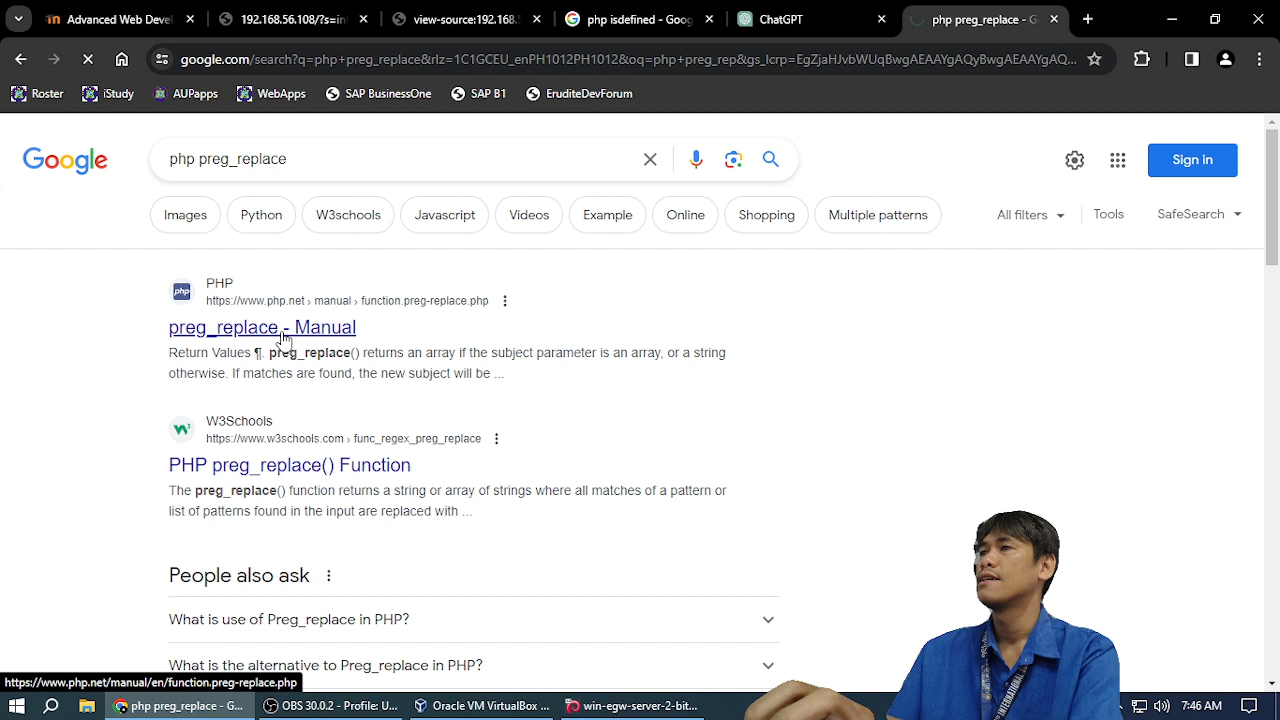 Advanced Web Devel
192.168.56.108/?s=inf
view-source:192.168.5
php isdefined - Goog
ChatGPT
php preg_replace - G
google.com/search?q=php+preg_replace&rlz=1C1GCEU_enPH1012PH1012&oq=php+preg_rep&gs_lcrp=EgZjaHJvbWUqBwgAEAAYgAQyBwgAEAAYgAQ...
Roster
iStudy
AUPapps
WebApps
SAP BusinessOne
SAP B1
EruditeDevForum
Google
php preg_replace
Sign in
Images
Python
W3schools
Javascript
Videos
Example
Online
Shopping
Multiple patterns
All filters
Tools
SafeSearch
php
PHP
https://www.php.net › manual › function.preg-replace.php
preg_replace - Manual
Return Values ¶. preg_replace() returns an array if the subject parameter is an array, or a string
otherwise. If matches are found, the new subject will be ...
W3Schools
https://www.w3schools.com › func_regex_preg_replace
PHP preg_replace() Function
The preg_replace() function returns a string or array of strings where all matches of a pattern or
list of patterns found in the input are replaced with ...
People also ask
What is use of Preg_replace in PHP?
What is the alternative to Preg_replace in PHP?
https://www.php.net/manual/en/function.preg-replace.php
php preg_replace - G...
OBS 30.0.2 - Profile: U...
Oracle VM VirtualBox ...
win-egw-server-2-bit...
7:46 AM